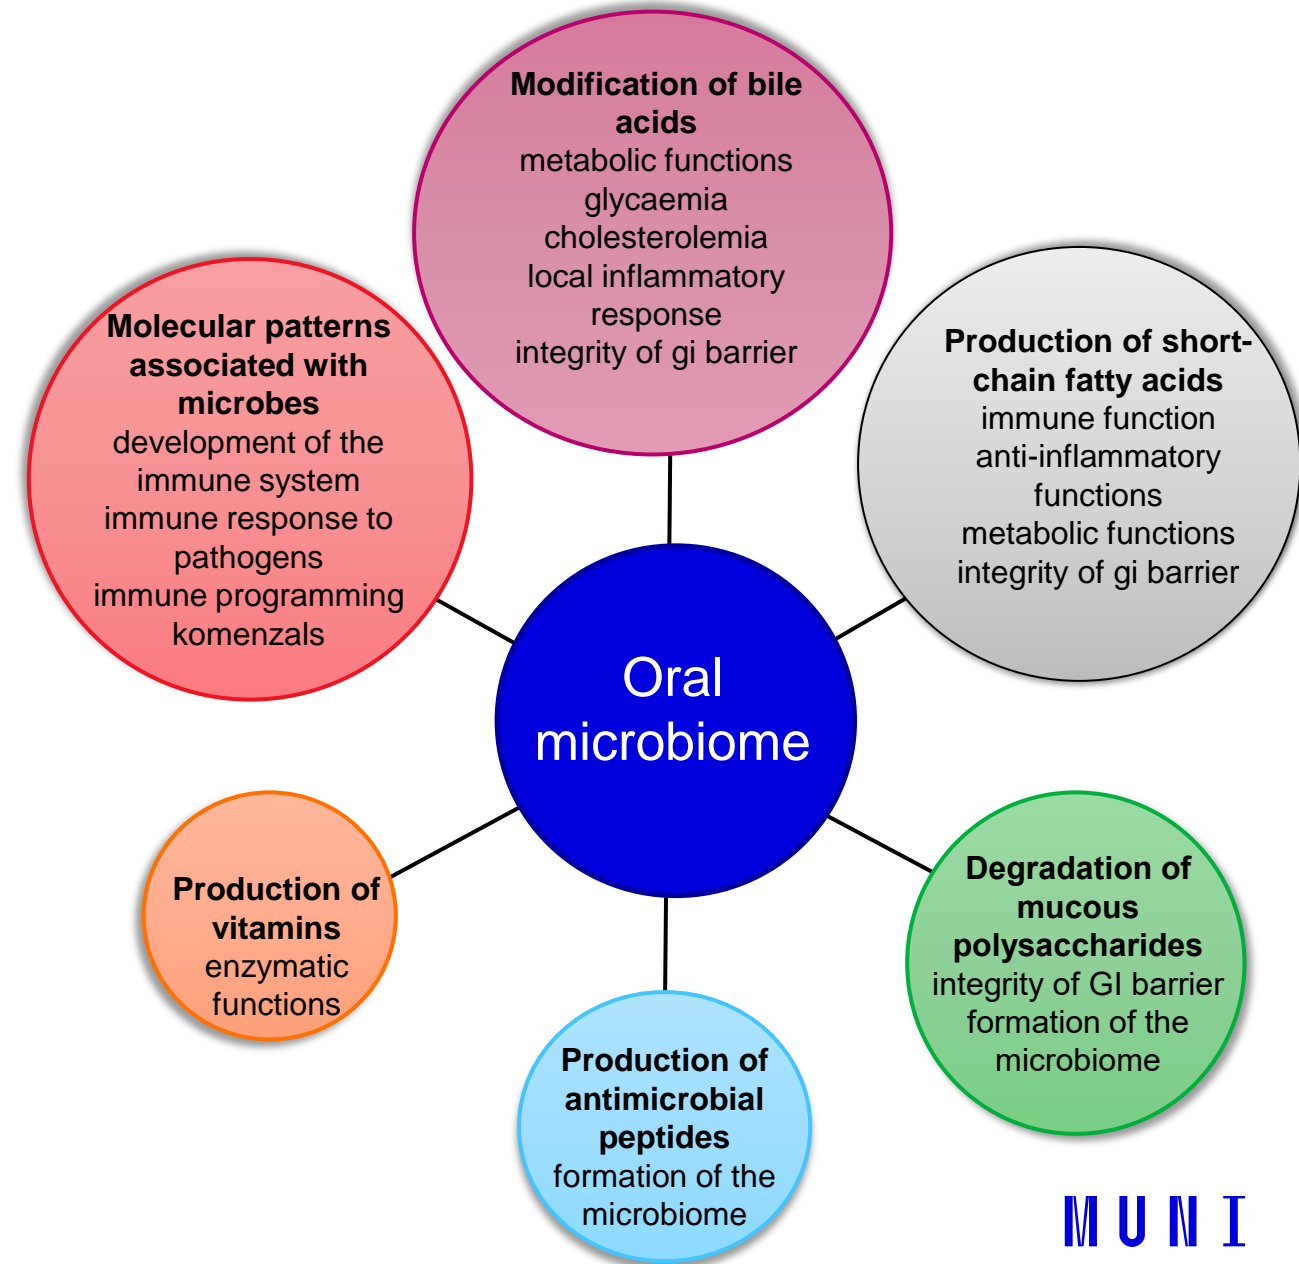 Modification of bile
acids
metabolic functions
glycaemia
cholesterolemia
local inflammatory
response
integrity of gi barrier
Molecular patterns
associated with
microbes
development of the
immune system
immune response to
pathogens
immune programming
komenzals
Production of short-
chain fatty acids
immune function
anti-inflammatory
functions
metabolic functions
integrity of gi barrier
Oral
microbiome
Production of
vitamins
enzymatic
functions
Degradation of
mucous
polysaccharides
integrity of GI barrier
formation of the
microbiome
Production of
antimicrobial
peptides
formation of the
microbiome
MUNI